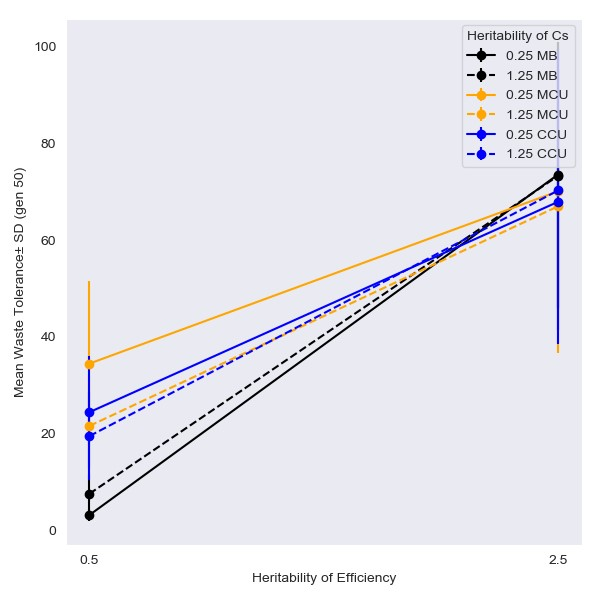 Heritability of Cs
0.25 MB
1.25 MB
0.25 MCU
1.25 MCU
0.25 CCU
1.25 CCU
100
80
60
40
20
0
Mean Waste Tolerance± SD (gen 50)
0.5
2.5
Heritability of Efficiency